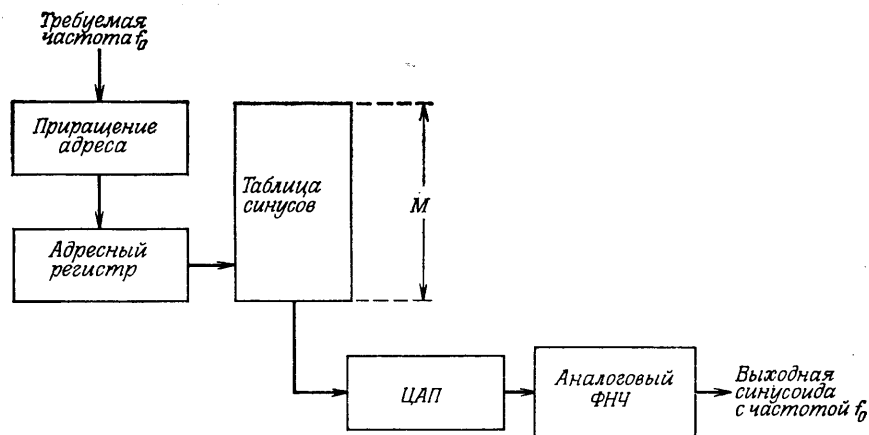 Требуемая
частота f₀
Приращение
адреса
Адресный
регистр
Таблица
синусов
M
ЦАП
Аналоговый
ФНЧ
Выходная
синусоида
с частотой f₀